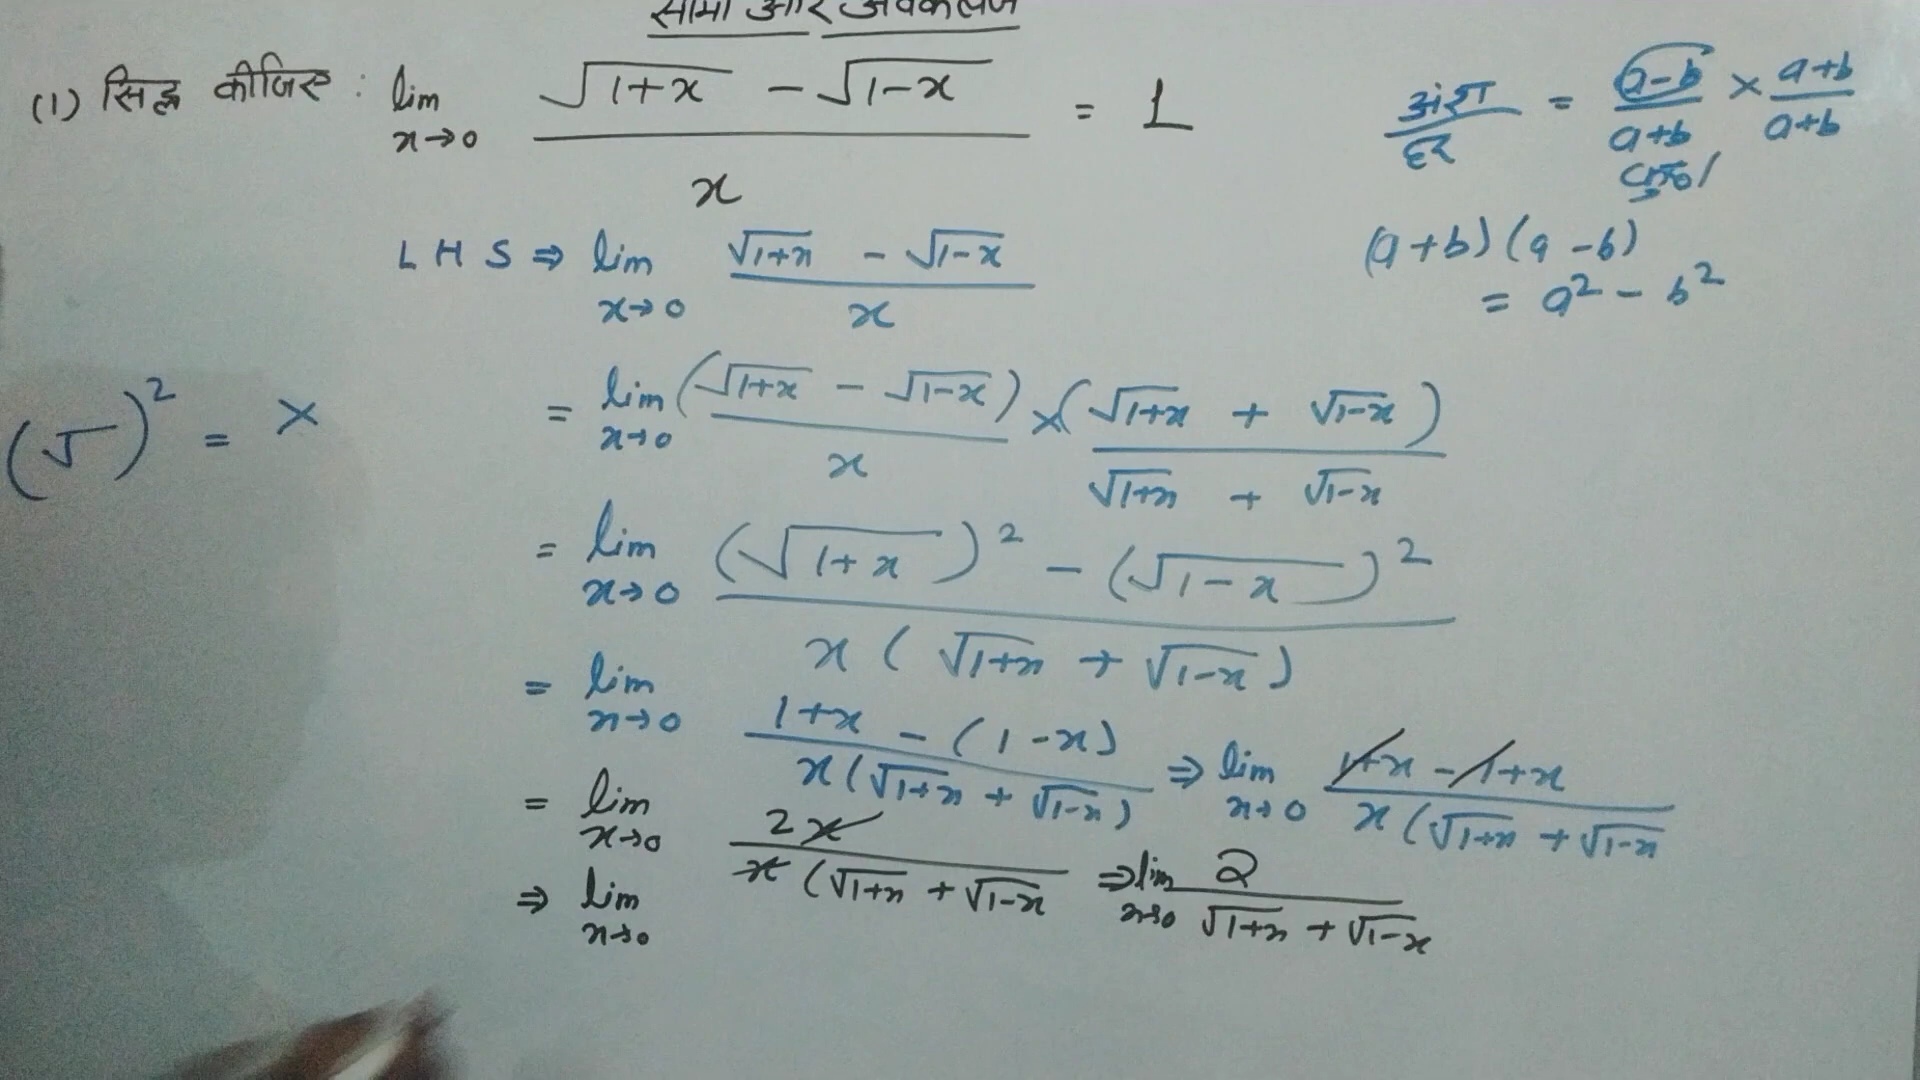 सीमा और अवकलज
(1) सिद्ध कीजिए : lim x→0 (√1+x - √1-x) / x = 1
अंश / हर = (a-b) / (a+b) × (a+b) / (a+b)
LHS ⇒ lim x→0 (√1+x - √1-x) / x
(a+b) (a-b)
= a² - b²
= lim x→0 (√1+x - √1-x) / x × (√1+x + √1-x) / (√1+x + √1-x)
(√)² = ×
= lim x→0 ((√1+x)² - (√1-x)²) / x(√1+x + √1-x)
= lim x→0 (1+x - (1-x)) / x(√1+x + √1-x) ⇒ lim x→0 (1+x - 1+x) / x(√1+x + √1-x
= lim x→0 2x / x(√1+x + √1-x ⇒ lim x→0 2 / √1+x + √1-x
⇒ lim x→0